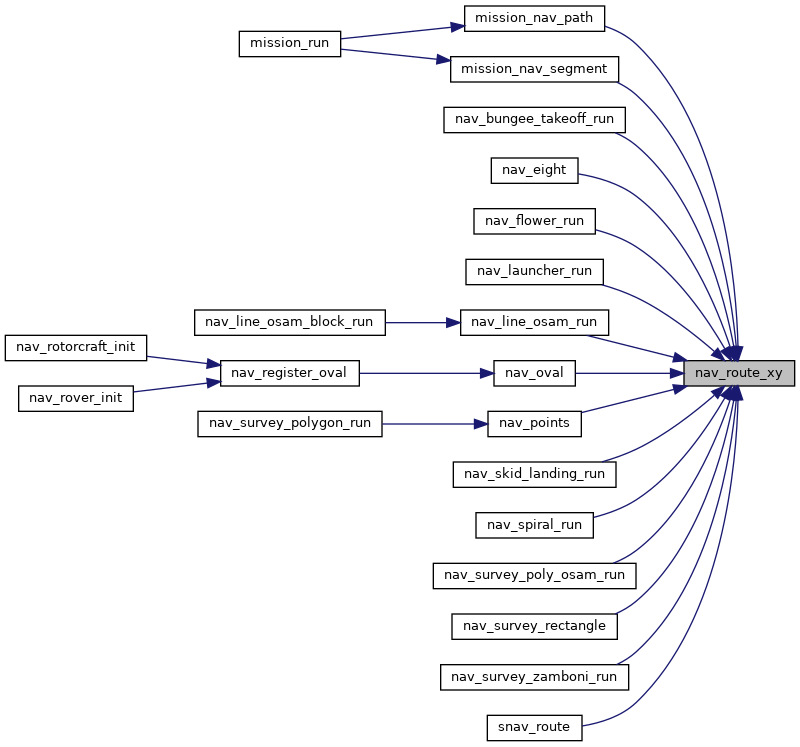 mission_nav_path
mission_run
mission_nav_segment
nav_bungee_takeoff_run
nav_eight
nav_flower_run
nav_launcher_run
nav_line_osam_block_run
nav_line_osam_run
nav_rotorcraft_init
nav_register_oval
nav_oval
nav_route_xy
nav_rover_init
nav_survey_polygon_run
nav_points
nav_skid_landing_run
nav_spiral_run
nav_survey_poly_osam_run
nav_survey_rectangle
nav_survey_zamboni_run
snav_route